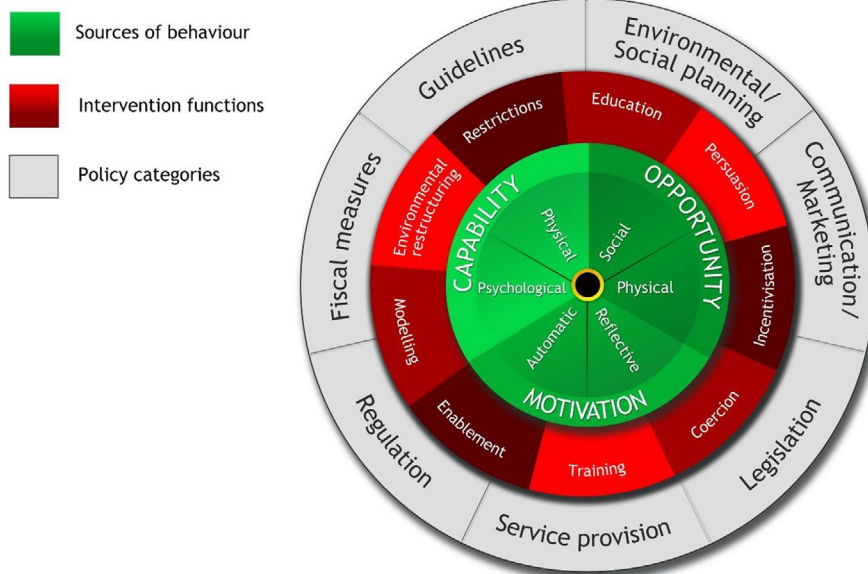 Sources of behaviour
Intervention functions
Policy categories
Guidelines
Environmental/
Social planning
Communication/
Marketing
Legislation
Service provision
Regulation
Fiscal measures
Restrictions
Education
Persuasion
Incentivisation
Coercion
Training
Enablement
Modelling
Environmental
restructuring
CAPABILITY
OPPORTUNITY
MOTIVATION
Physical
Social
Psychological
Physical
Automatic
Reflective